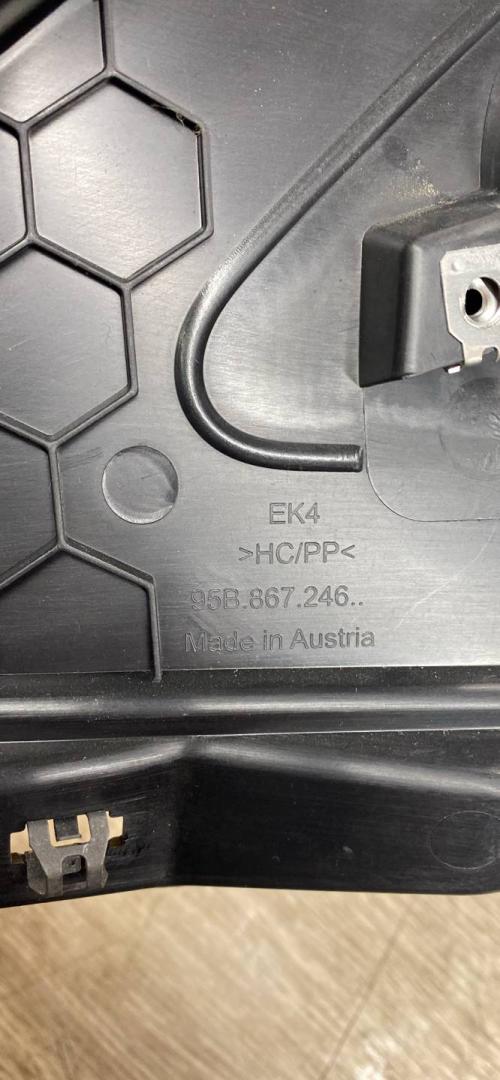 EK4
>HC/PP<
95B.867.246..
Made in Austria